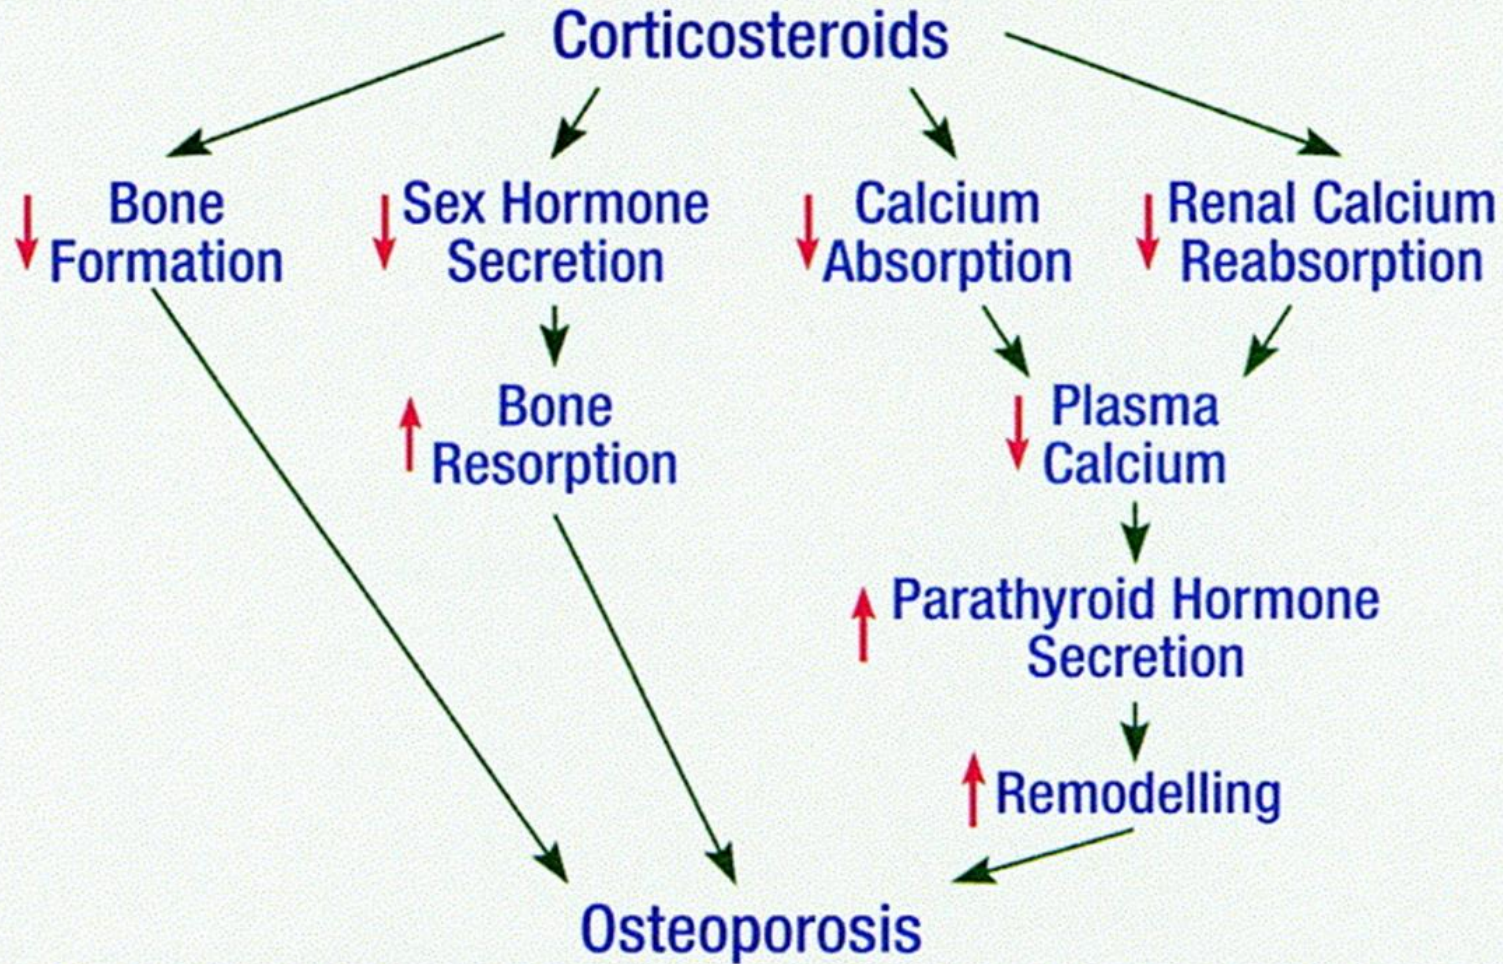 Corticosteroids
Bone
Formation
Sex Hormone
Secretion
Calcium
Absorption
Renal Calcium
Reabsorption
Bone
Resorption
Plasma
Calcium
Parathyroid Hormone
Secretion
Remodelling
Osteoporosis